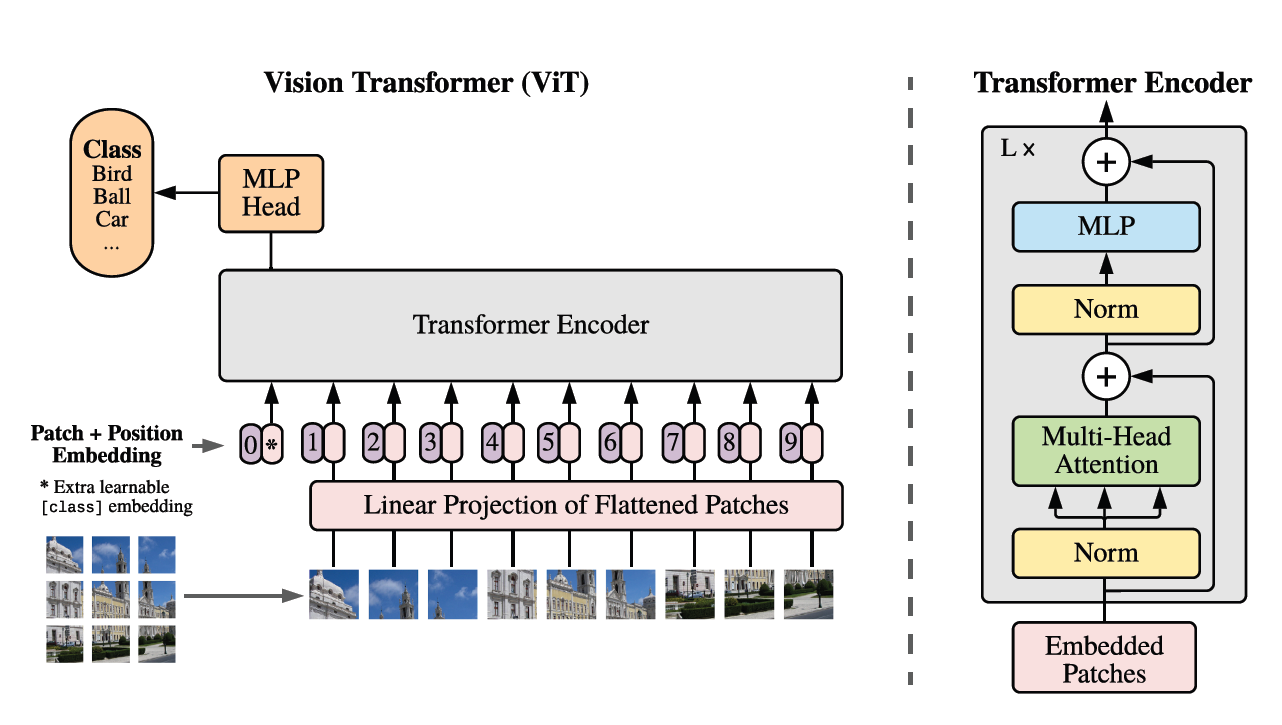 Vision Transformer (ViT)
Class
Bird
Ball
Car
...
MLP
Head
Transformer Encoder
Patch + Position
Embedding
0 * 1 2 3 4 5 6 7 8 9
* Extra learnable
[class] embedding
Linear Projection of Flattened Patches
Transformer Encoder
L ×
+
MLP
Norm
+
Multi-Head
Attention
Norm
Embedded
Patches